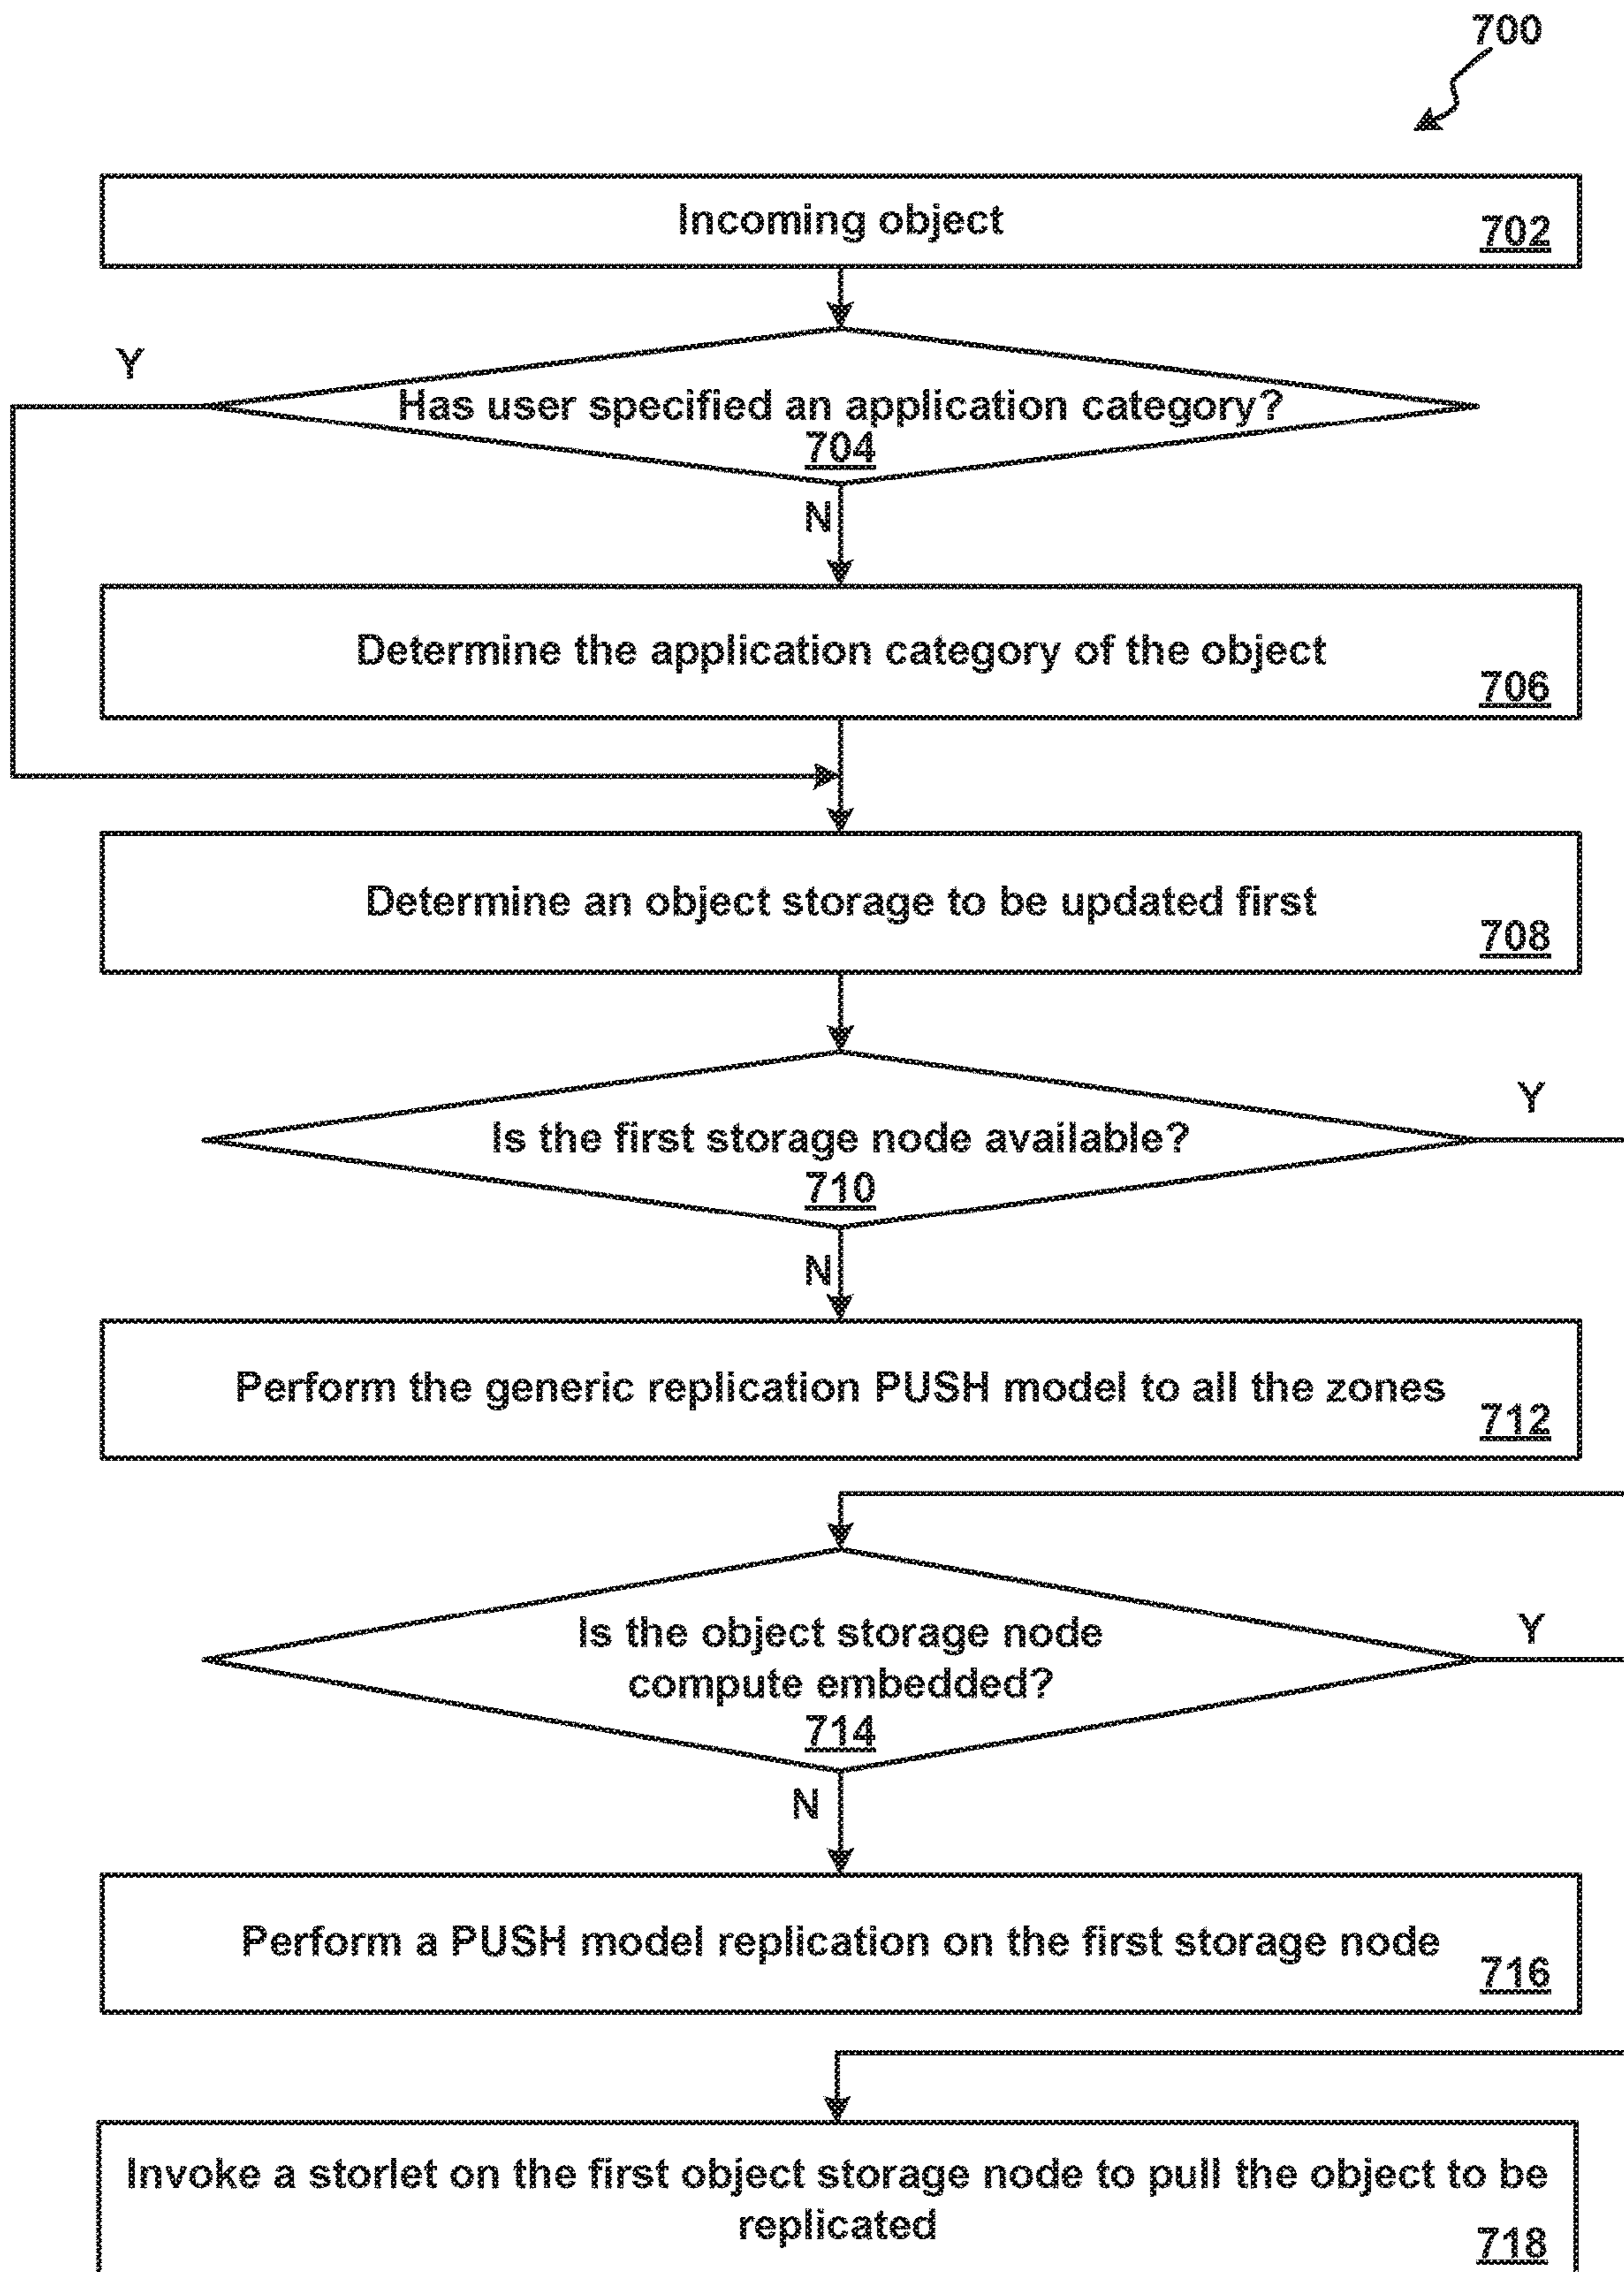 700
Incoming object
702
Y
Has user specified an application category?
704
N
Determine the application category of the object
706
Determine an object storage to be updated first
708
Y
Is the first storage node available?
710
N
Perform the generic replication PUSH model to all the zones
712
Y
Is the object storage node
compute embedded?
714
N
Perform a PUSH model replication on the first storage node
716
Invoke a storlet on the first object storage node to pull the object to be
replicated
718